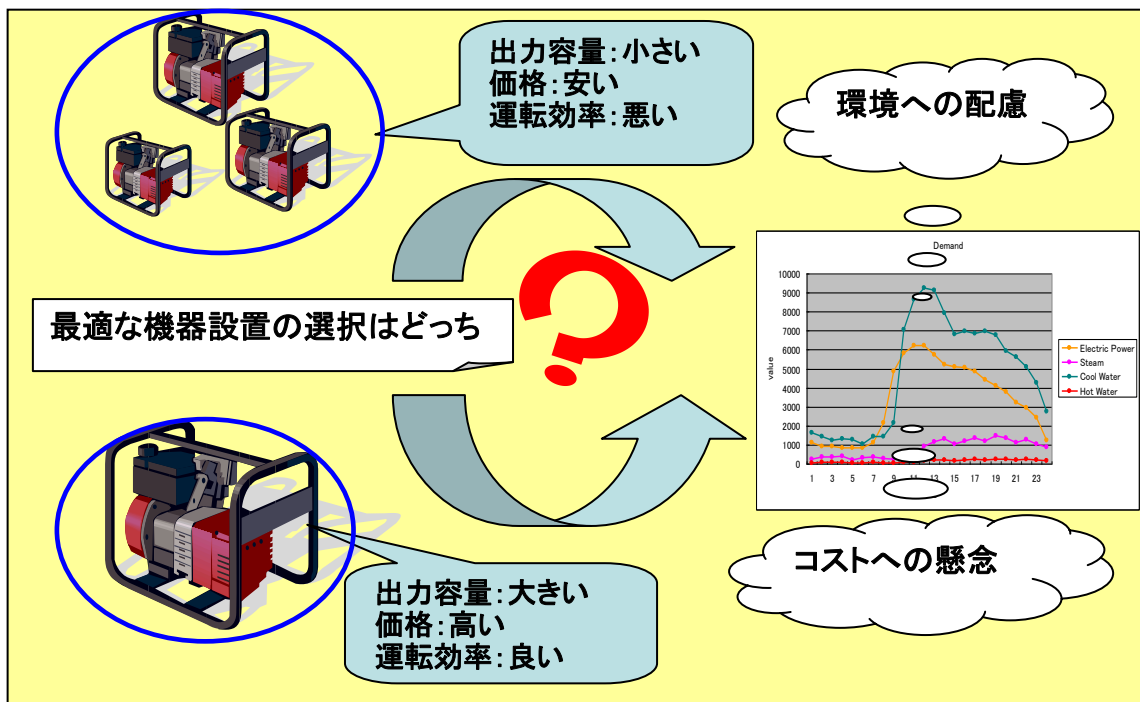 出力容量：小さい
価格：安い
運転効率：悪い
環境への配慮
最適な機器設置の選択はどっち
?
Demand
10000
9000
8000
7000
6000
5000
4000
3000
2000
1000
0
value
1 3 5 7 9 13 15 17 19 21 23
Electric Power
Steam
Cool Water
Hot Water
出力容量：大きい
価格：高い
運転効率：良い
コストへの懸念